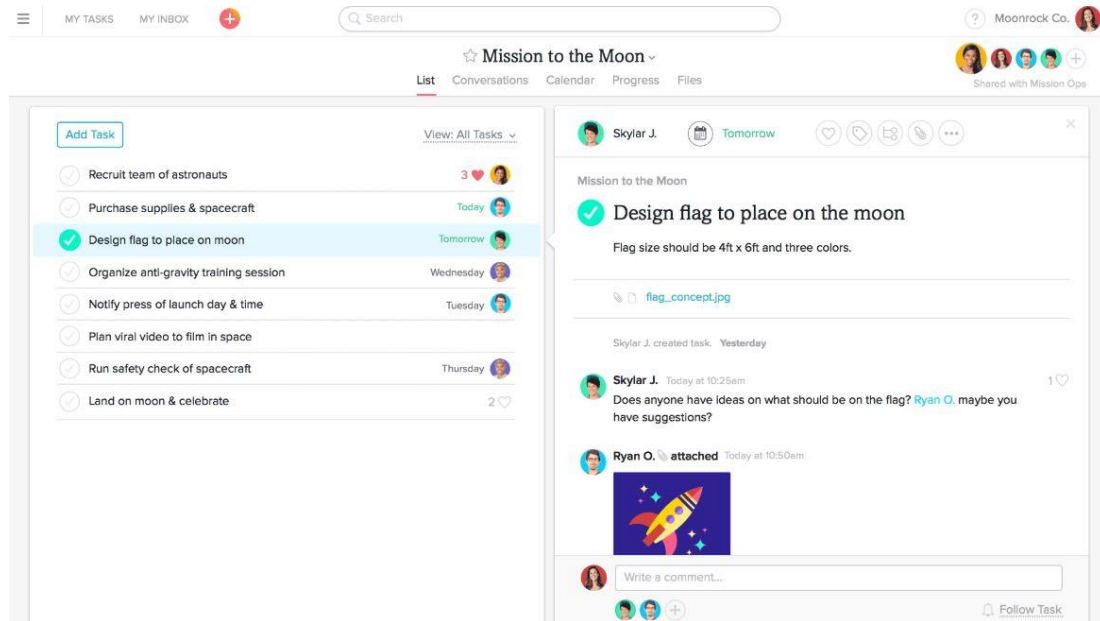 MY TASKS MY INBOX
Search
? Moonrock Co.
Mission to the Moon
List Conversations Calendar Progress Files
Shared with Mission Ops
Add Task
View: All Tasks
Recruit team of astronauts 3
Purchase supplies & spacecraft Today
Design flag to place on moon Tomorrow
Organize anti-gravity training session Wednesday
Notify press of launch day & time Tuesday
Plan viral video to film in space
Run safety check of spacecraft Thursday
Land on moon & celebrate 2
Skylar J. Tomorrow
Mission to the Moon
Design flag to place on the moon
Flag size should be 4ft x 6ft and three colors.
flag_concept.jpg
Skylar J. created task. Yesterday
Skylar J. Today at 10:25am 1
Does anyone have ideas on what should be on the flag? Ryan O. maybe you
have suggestions?
Ryan O. attached Today at 10:50am
Write a comment...
Follow Task